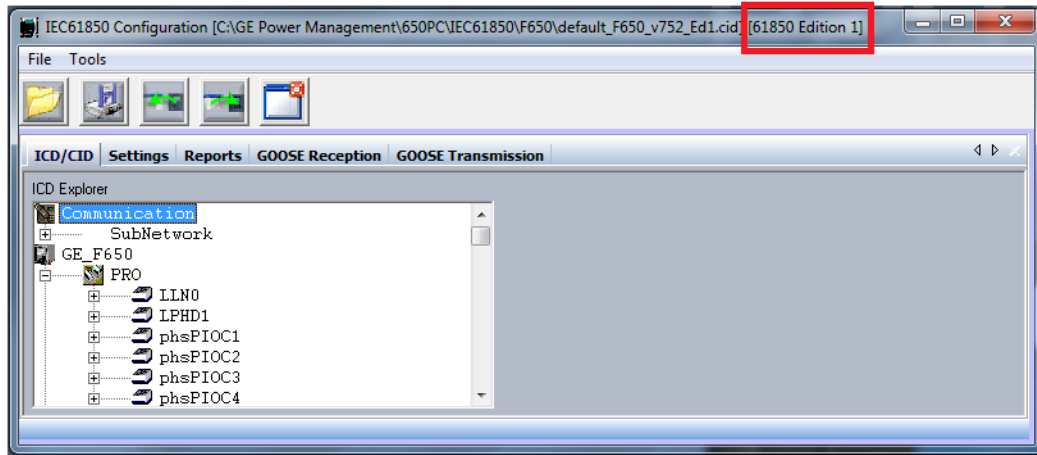 IEC61850 Configuration [C:\GE Power Management\650PC\IEC61850\F650\default_F650_v752_Ed1.cid] [61850 Edition 1]
File Tools
ICD/CID Settings Reports GOOSE Reception GOOSE Transmission
ICD Explorer
Communication
SubNetwork
GE_F650
PRO
LLN0
LPHD1
phsPIOC1
phsPIOC2
phsPIOC3
phsPIOC4